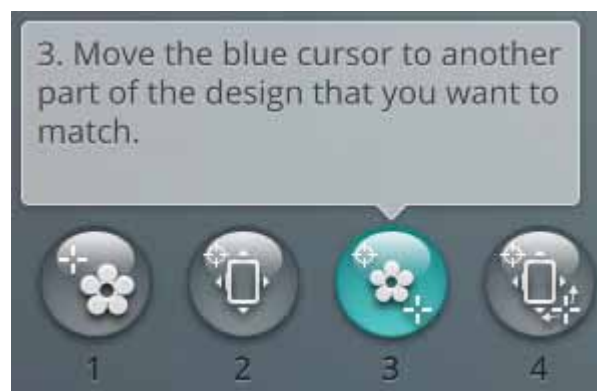 3. Move the blue cursor to another
part of the design that you want to
match.
1 2 3 4